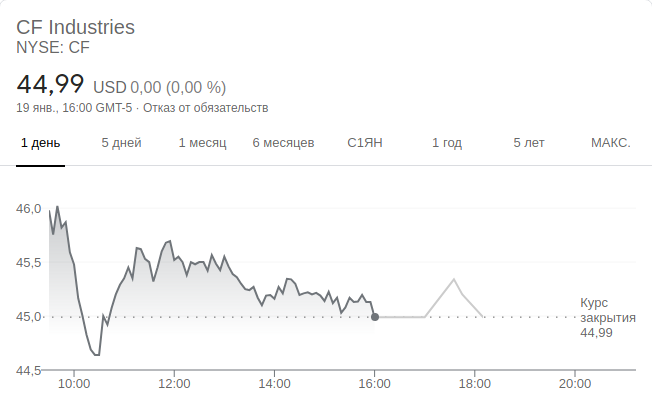 CF Industries
NYSE: CF
44,99 USD 0,00 (0,00 %)
19 янв., 16:00 GMT-5 · Отказ от обязательств
1 день 5 дней 1 месяц 6 месяцев С1ЯН 1 год 5 лет МАКС.
46,0
45,5
45,0
44,5
Курс
закрытия
44,99
10:00 12:00 14:00 16:00 18:00 20:00